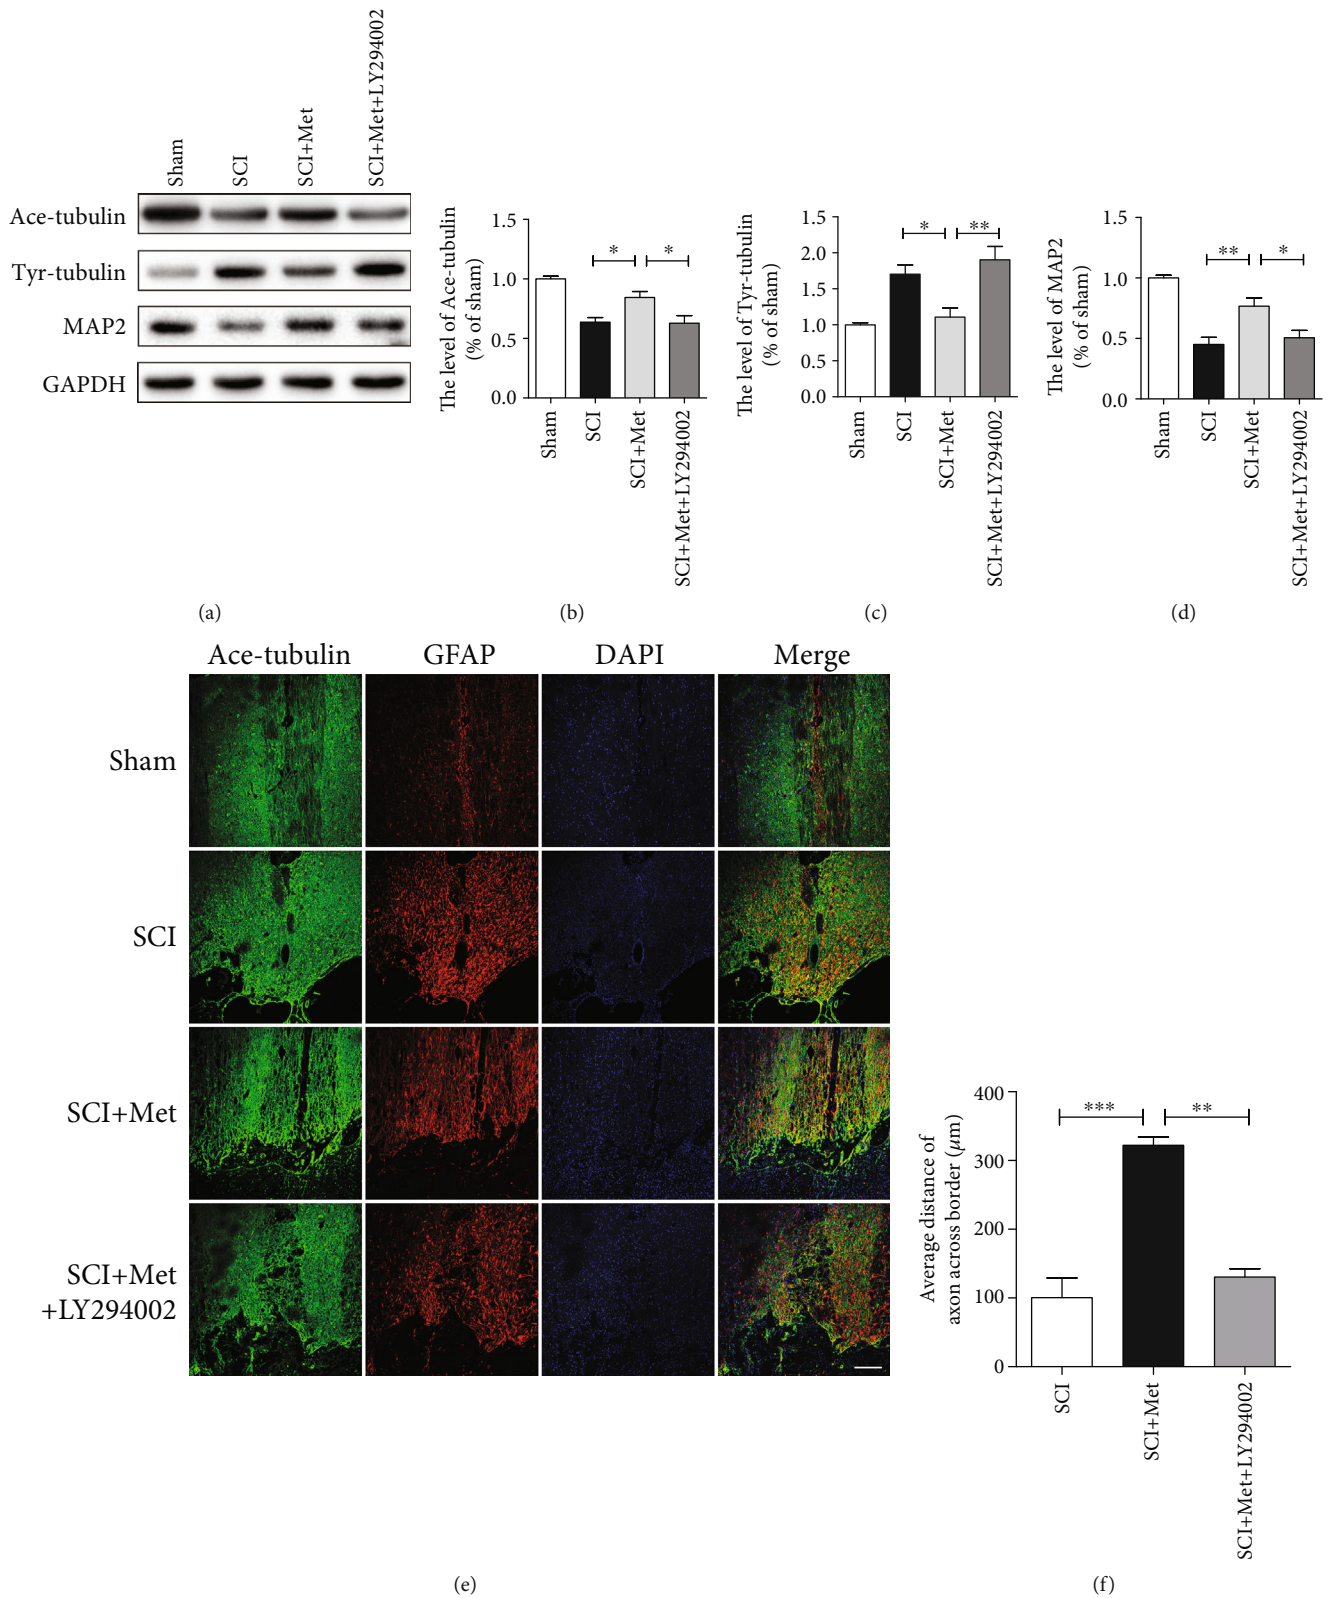 Sham
SCI
SCI+Met
SCI+Met+LY294002
Ace-tubulin
Tyr-tubulin
MAP2
GAPDH
(a)
The level of Ace-tubulin
(% of sham)
1.5
1.0
0.5
0.0
*
*
Sham
SCI
SCI+Met
SCI+Met+LY294002
(b)
The level of Tyr-tubulin
(% of sham)
1.5
1.5
2.0
1.5
1.0
0.5
0.0
*
**
Sham
SCI
SCI+Met
SCI+Met+LY294002
(c)
The level of MAP2
(% of sham)
1.5
1.0
0.5
0.0
**
*
Sham
SCI
SCI+Met
SCI+Met+LY294002
(d)
Ace-tubulin
GFAP
DAPI
Merge
Sham
SCI
SCI+Met
SCI+Met
+LY294002
(e)
Average distance of
axon across border (μm)
400
300
200
100
0
***
**
SCI
SCI+Met
SCI+Met+LY294002
(f)